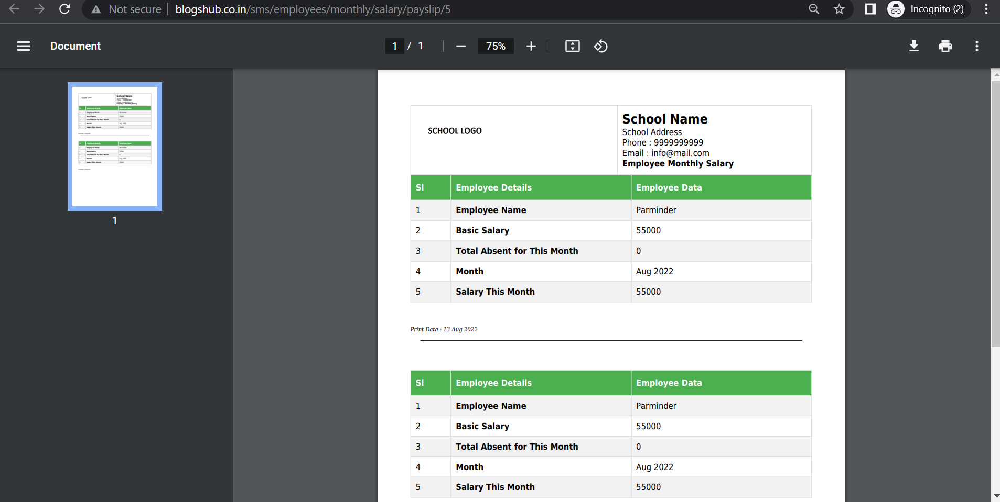 Not secure | blogshub.co.in/sms/employees/monthly/salary/payslip/5 Incognito (2)
Document 1 / 1 75%
1
SCHOOL LOGO
School Name
School Address
Phone : 9999999999
Email : info@mail.com
Employee Monthly Salary
Sl Employee Details Employee Data
1 Employee Name Parminder
2 Basic Salary 55000
3 Total Absent for This Month 0
4 Month Aug 2022
5 Salary This Month 55000
Print Data : 13 Aug 2022
Sl Employee Details Employee Data
1 Employee Name Parminder
2 Basic Salary 55000
3 Total Absent for This Month 0
4 Month Aug 2022
5 Salary This Month 55000